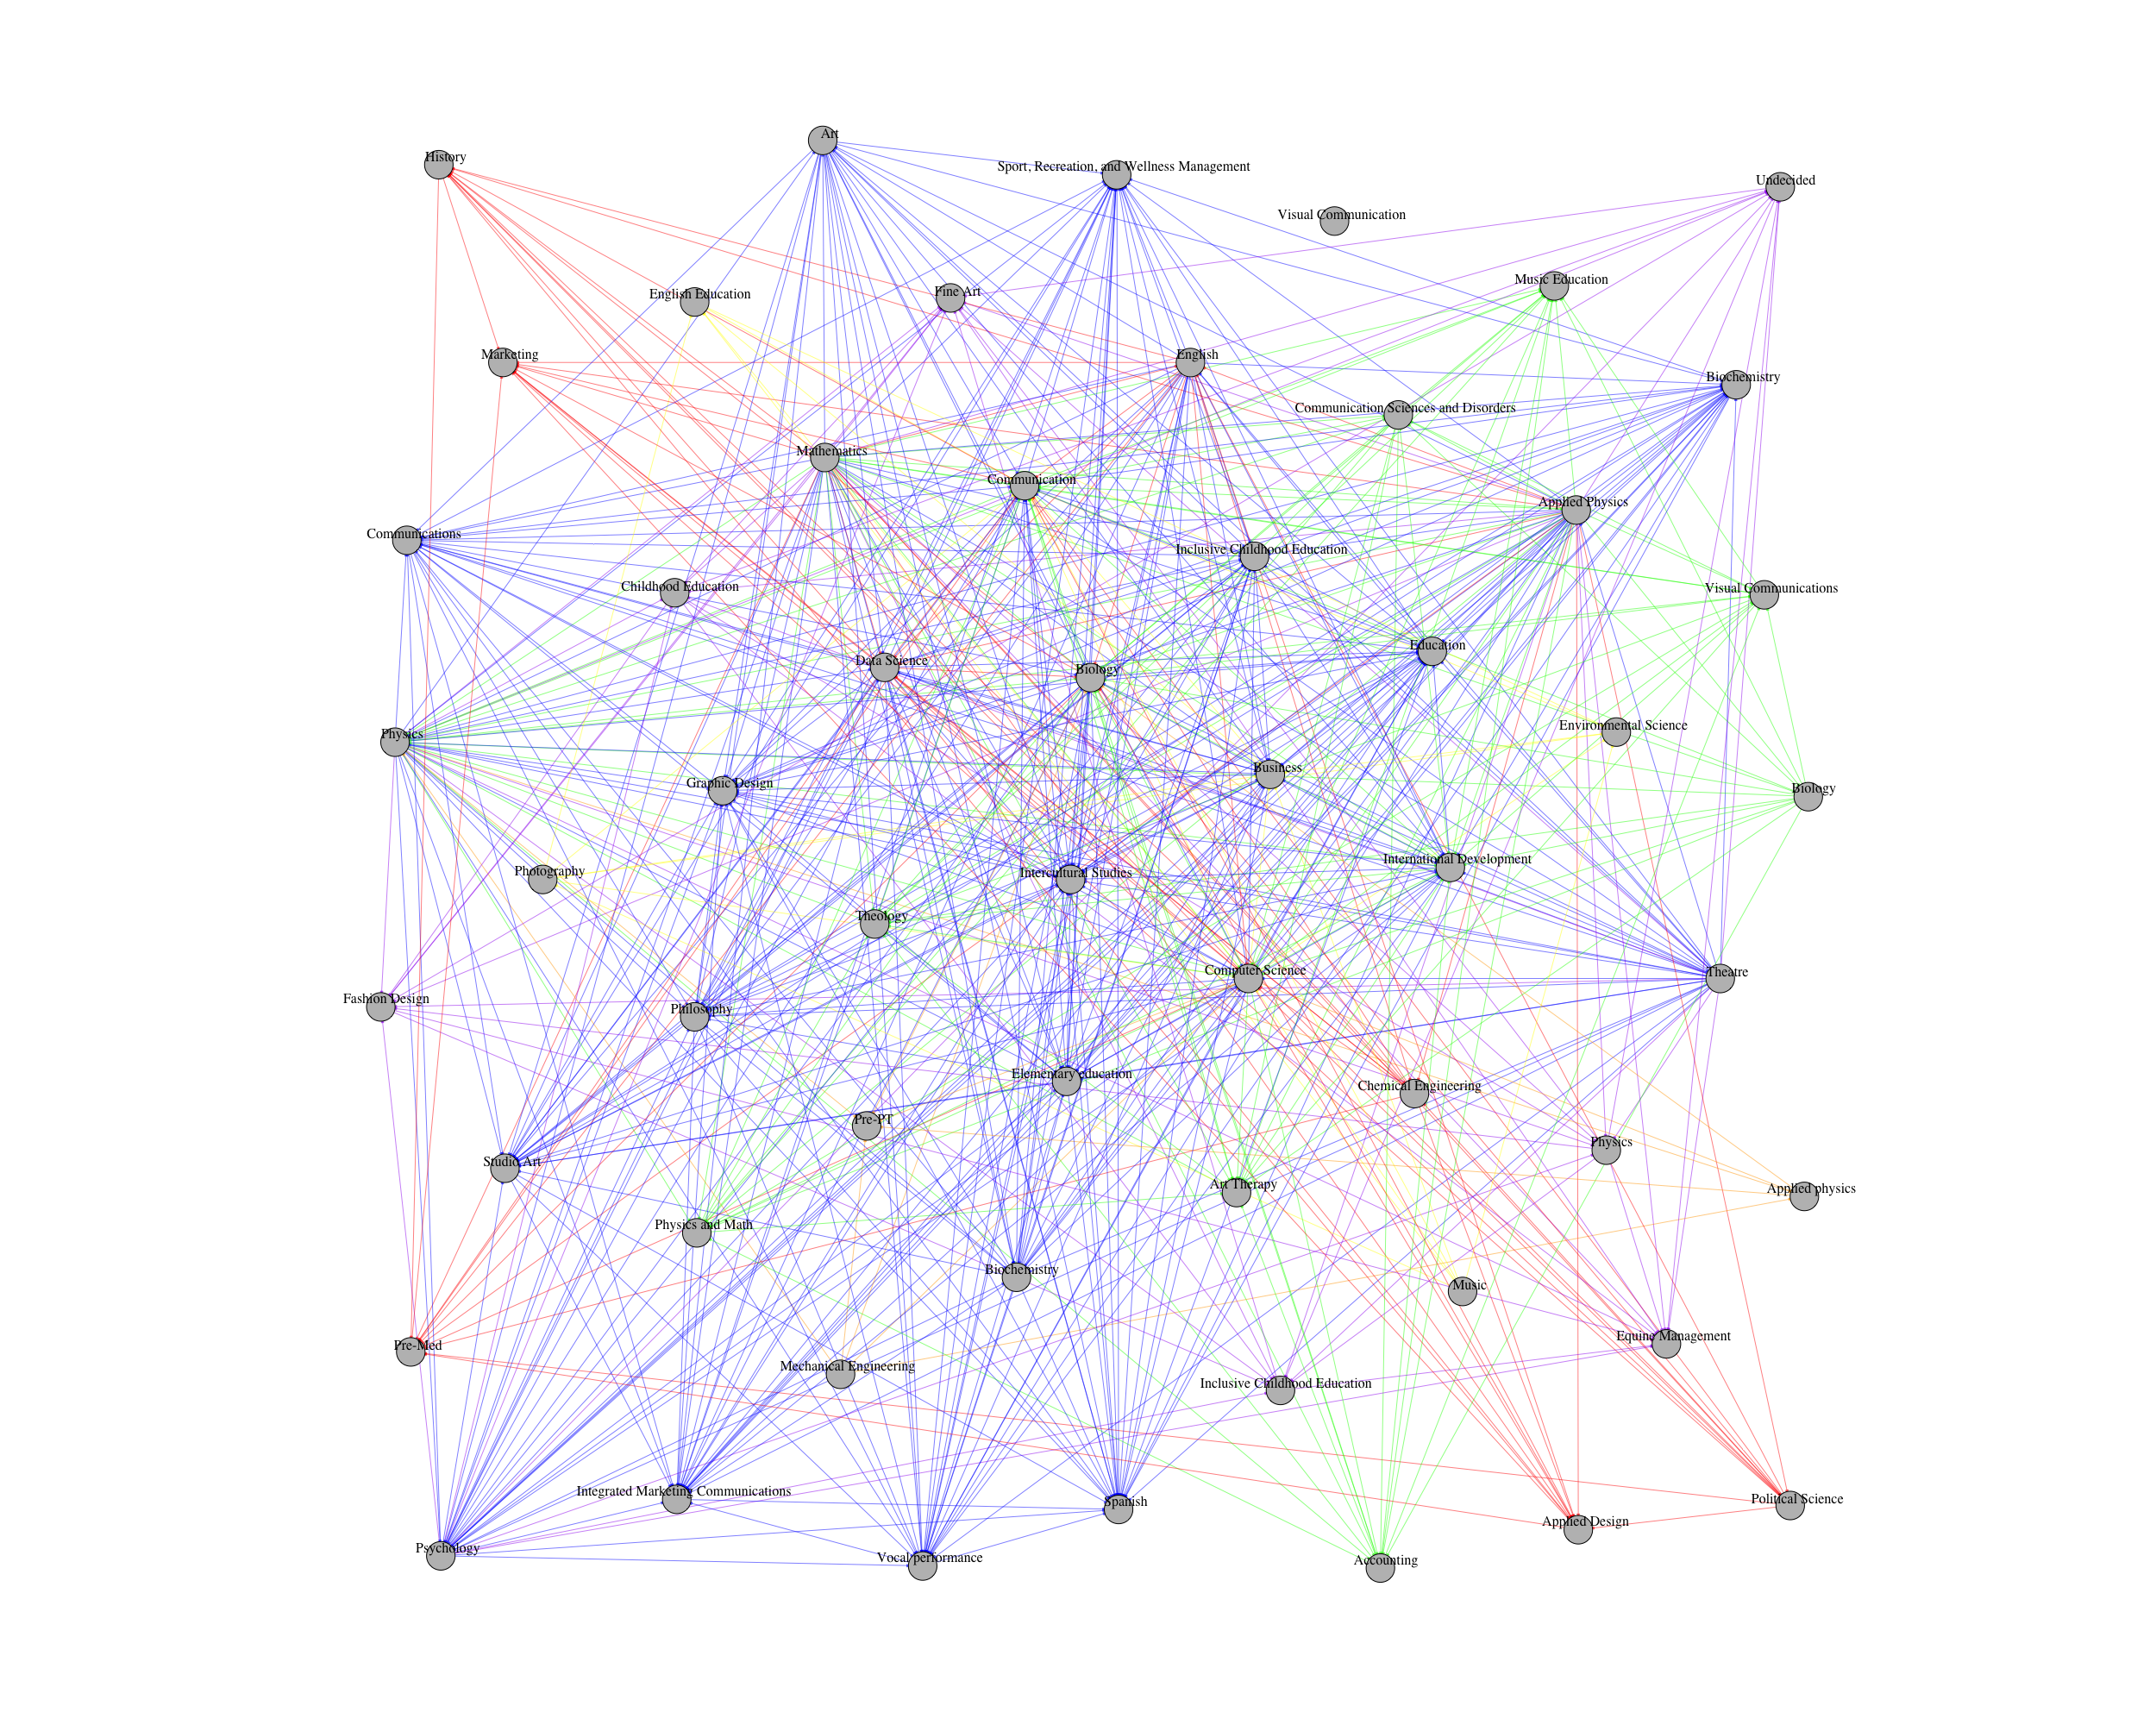 Art
History
Sport, Recreation, and Wellness Management
Undecided
Visual Communication
Music Education
English Education
Fine Art
Marketing
English
Biochemistry
Communication Sciences and Disorders
Mathematics
Communication
Applied Physics
Communications
Inclusive Childhood Education
Childhood Education
Visual Communications
Education
Data Science
Biology
Environmental Science
Physics
Business
Graphic Design
Biology
International Development
Photography
Intercultural Studies
Theology
Computer Science
Theatre
Fashion Design
Philosophy
Elementary education
Chemical Engineering
Pre-PT
Physics
Studio Art
Art Therapy
Applied physics
Physics and Math
Biochemistry
Music
Equine Management
Pre-Med
Mechanical Engineering
Inclusive Childhood Education
Integrated Marketing Communications
Political Science
Spanish
Applied Design
Psychology
Vocal performance
Accounting